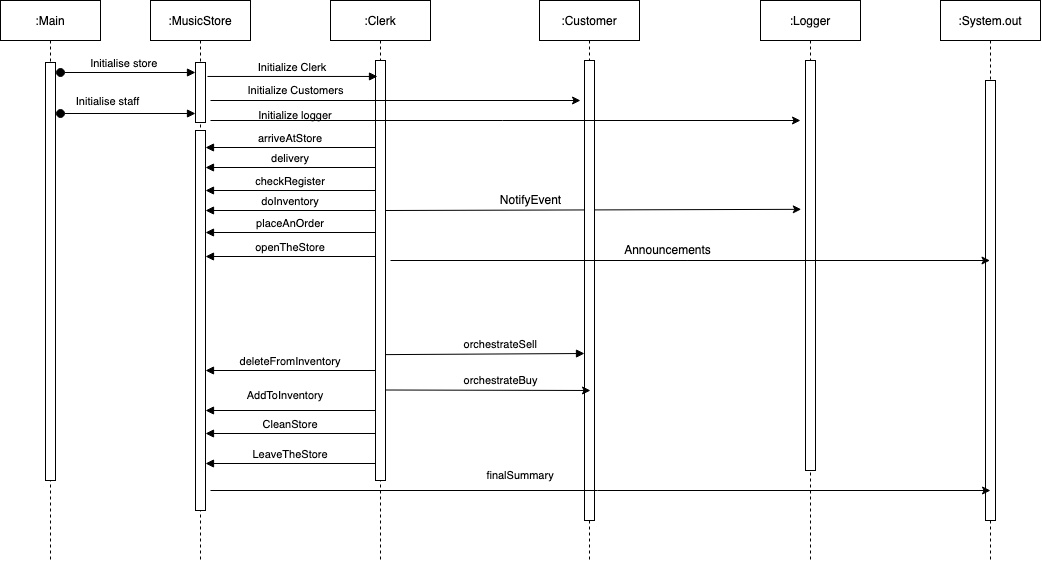 :Main
:MusicStore
:Clerk
:Customer
:Logger
:System.out
Initialise store
Initialize Clerk
Initialize Customers
Initialise staff
Initialize logger
arriveAtStore
delivery
checkRegister
doInventory
NotifyEvent
placeAnOrder
openTheStore
Announcements
orchestrateSell
deleteFromInventory
orchestrateBuy
AddToInventory
CleanStore
LeaveTheStore
finalSummary